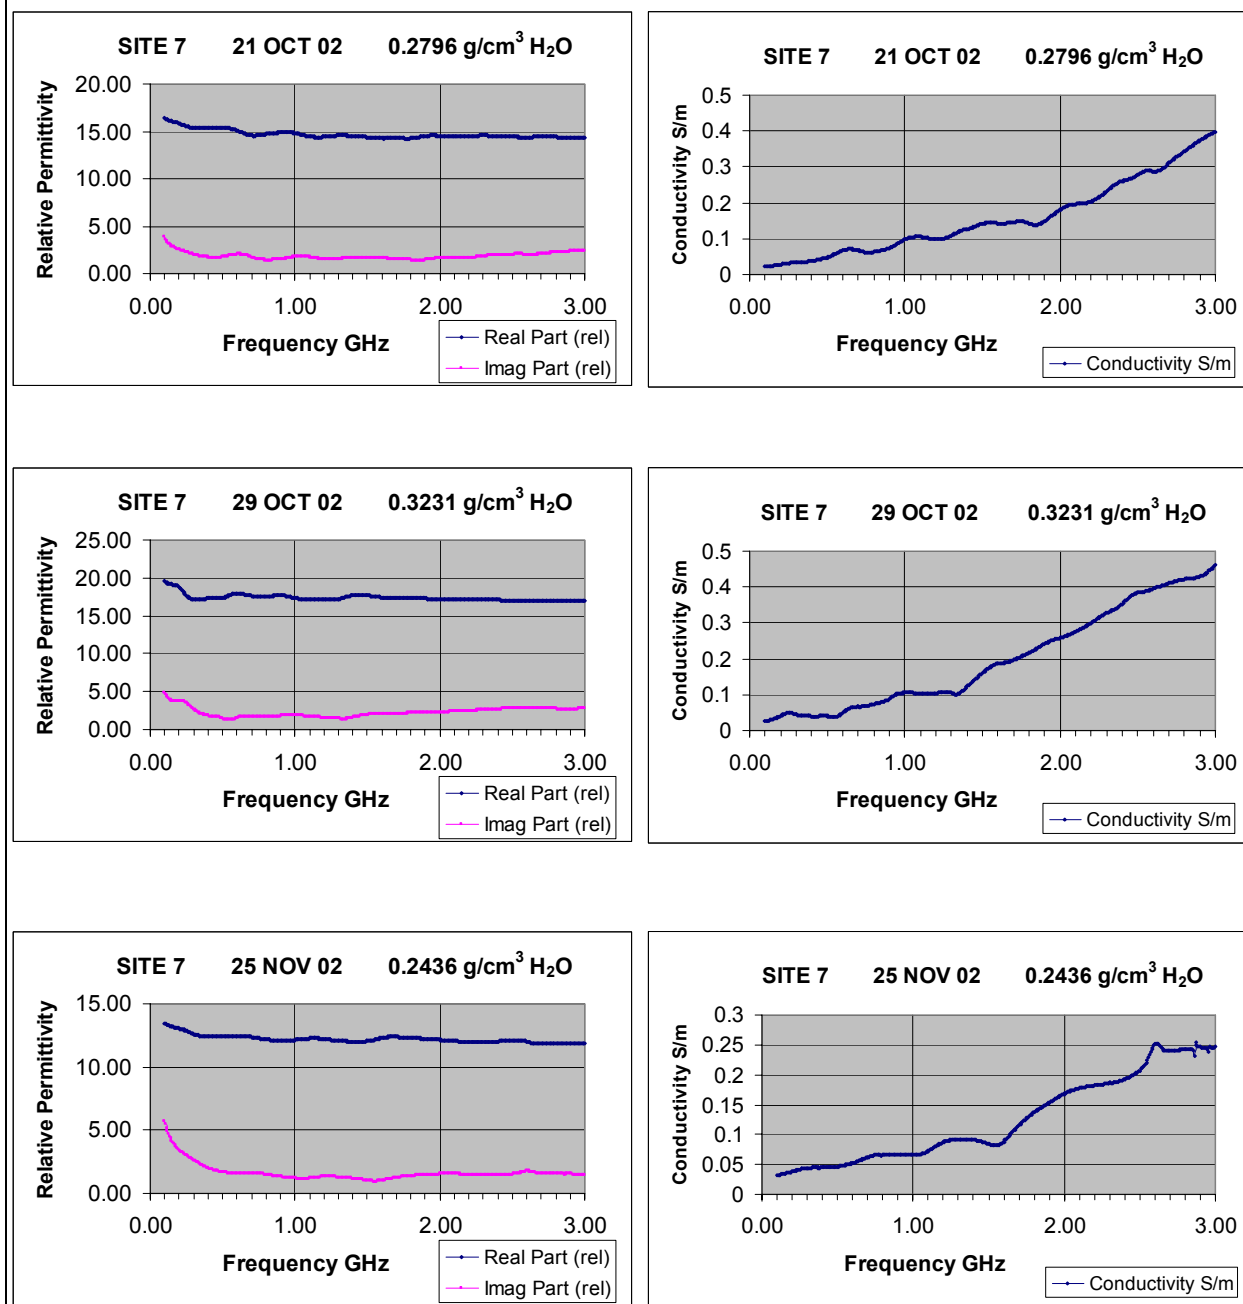 SITE 7 21 OCT 02 0.2796 g/cm³ H₂O
Relative Permittivity
20.00
15.00
10.00
5.00
0.00
0.00 1.00 2.00 3.00
Frequency GHz
Real Part (rel)
Imag Part (rel)
SITE 7 21 OCT 02 0.2796 g/cm³ H₂O
Conductivity S/m
0.5
0.4
0.3
0.2
0.1
0
0.00 1.00 2.00 3.00
Frequency GHz
Conductivity S/m
SITE 7 29 OCT 02 0.3231 g/cm³ H₂O
Relative Permittivity
25.00
20.00
15.00
10.00
5.00
0.00
0.00 1.00 2.00 3.00
Frequency GHz
Real Part (rel)
Imag Part (rel)
SITE 7 29 OCT 02 0.3231 g/cm³ H₂O
Conductivity S/m
0.5
0.4
0.3
0.2
0.1
0
0.00 1.00 2.00 3.00
Frequency GHz
Conductivity S/m
SITE 7 25 NOV 02 0.2436 g/cm³ H₂O
Relative Permittivity
15.00
10.00
5.00
0.00
0.00 1.00 2.00 3.00
Frequency GHz
Real Part (rel)
Imag Part (rel)
SITE 7 25 NOV 02 0.2436 g/cm³ H₂O
Conductivity S/m
0.3
0.25
0.2
0.15
0.1
0.05
0
0.00 1.00 2.00 3.00
Frequency GHz
Conductivity S/m